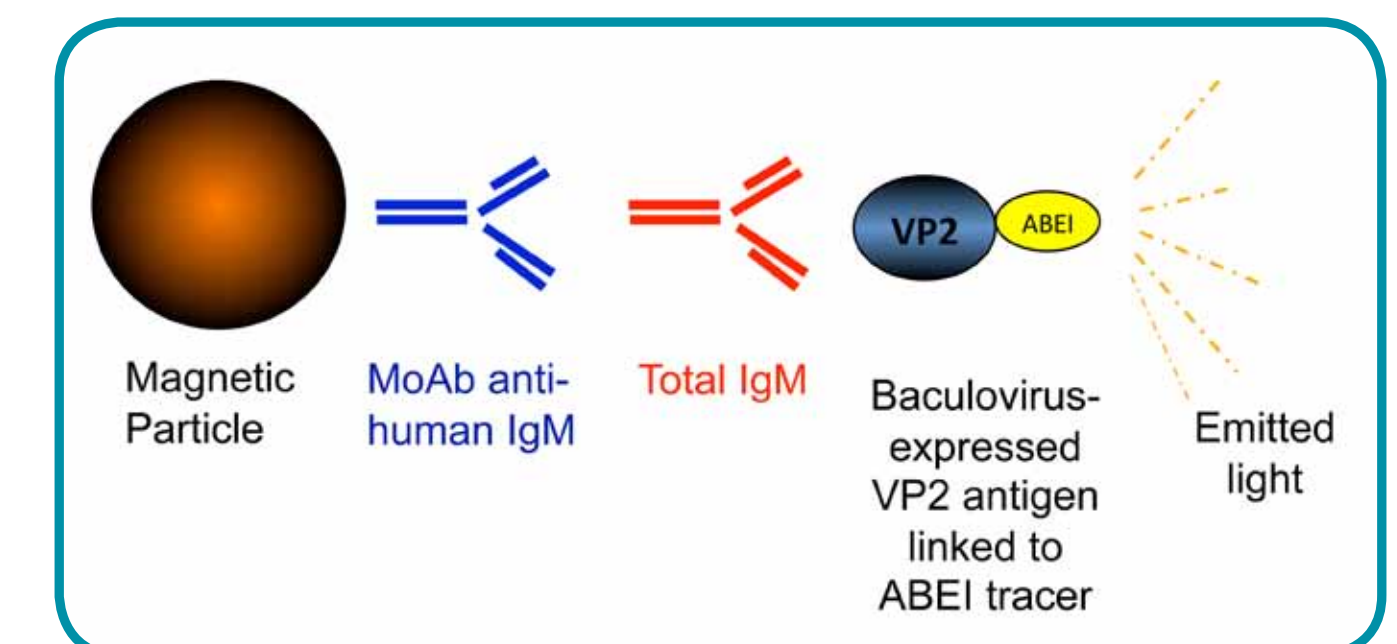 VP2
ABEI
Magnetic
Particle
MoAb anti-
human IgM
Total IgM
Baculovirus-
expressed
VP2 antigen
linked to
ABEI tracer
Emitted
light